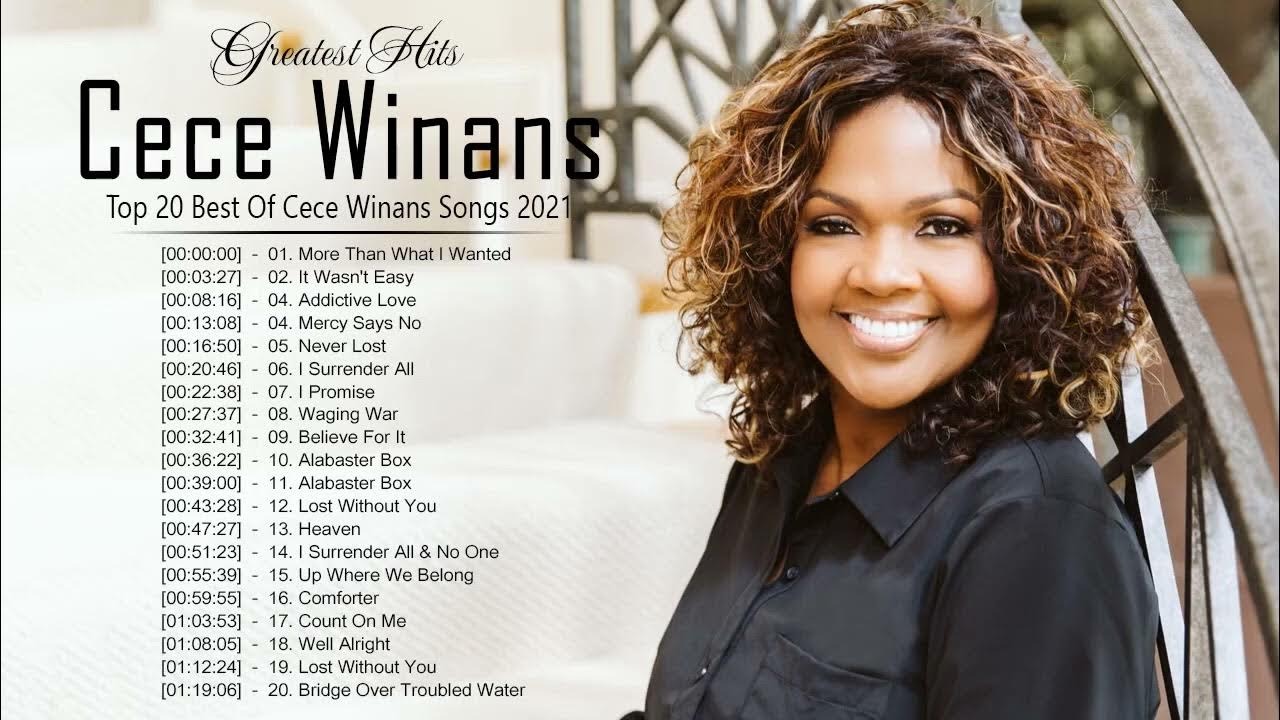 Greatest Hits
Cece Winans
Top 20 Best Of Cece Winans Songs 2021
[00:00:00] - 01. More Than What I Wanted
[00:03:27] - 02. It Wasn't Easy
[00:08:16] - 04. Addictive Love
[00:13:08] - 04. Mercy Says No
[00:16:50] - 05. Never Lost
[00:20:46] - 06. I Surrender All
[00:22:38] - 07. I Promise
[00:27:37] - 08. Waging War
[00:32:41] - 09. Believe For It
[00:36:22] - 10. Alabaster Box
[00:39:00] - 11. Alabaster Box
[00:43:28] - 12. Lost Without You
[00:47:27] - 13. Heaven
[00:51:23] - 14. I Surrender All & No One
[00:55:39] - 15. Up Where We Belong
[00:59:55] - 16. Comforter
[01:03:53] - 17. Count On Me
[01:08:05] - 18. Well Alright
[01:12:24] - 19. Lost Without You
[01:19:06] - 20. Bridge Over Troubled Water